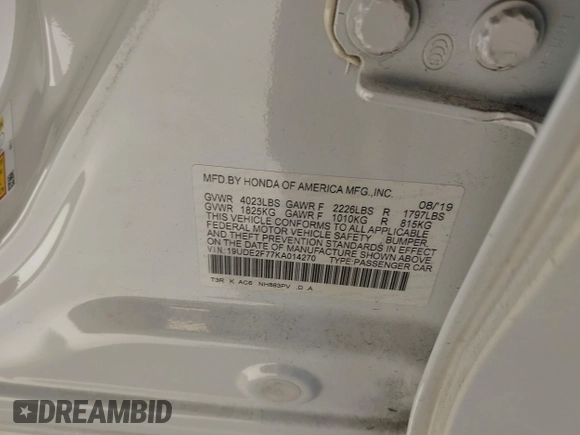 MFD.BY HONDA OF AMERICA MFG.,INC. 08/19
GVWR 4023LBS GAWR F 2226LBS R 1797LBS
GVWR 1825KG GAWR F 1010KG R 815KG
THIS VEHICLE CONFORMS TO ALL APPLICABLE
FEDERAL MOTOR VEHICLE SAFETY , BUMPER,
AND THEFT PREVENTION STANDARDS IN EFFECT
ON THE DATE OF MANUFACTURE SHOWN ABOVE.
VIN:19UDE2F77KA014270 TYPE:PASSENGER CAR
T3R K AC6 NH883PV .D .A
DREAMBID